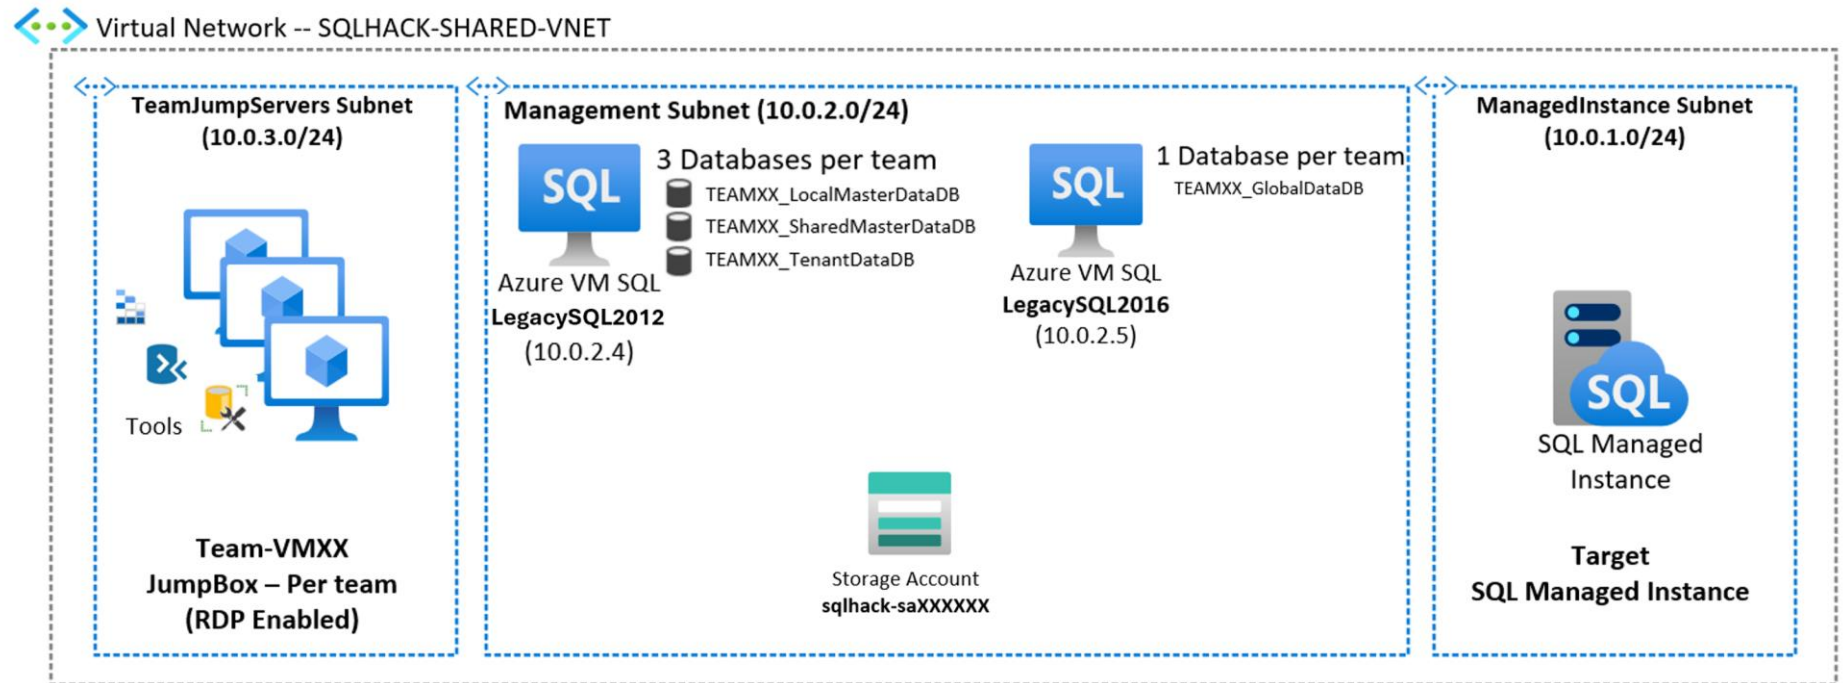 Virtual Network -- SQLHACK-SHARED-VNET
TeamJumpServers Subnet
(10.0.3.0/24)
Tools
Team-VMXX
JumpBox – Per team
(RDP Enabled)
Management Subnet (10.0.2.0/24)
SQL
3 Databases per team
TEAMXX_LocalMasterDataDB
TEAMXX_SharedMasterDataDB
TEAMXX_TenantDataDB
Azure VM SQL
LegacySQL2012
(10.0.2.4)
SQL
1 Database per team
TEAMXX_GlobalDataDB
Azure VM SQL
LegacySQL2016
(10.0.2.5)
Storage Account
sqlhack-saXXXXXX
ManagedInstance Subnet
(10.0.1.0/24)
SQL
SQL Managed
Instance
Target
SQL Managed Instance